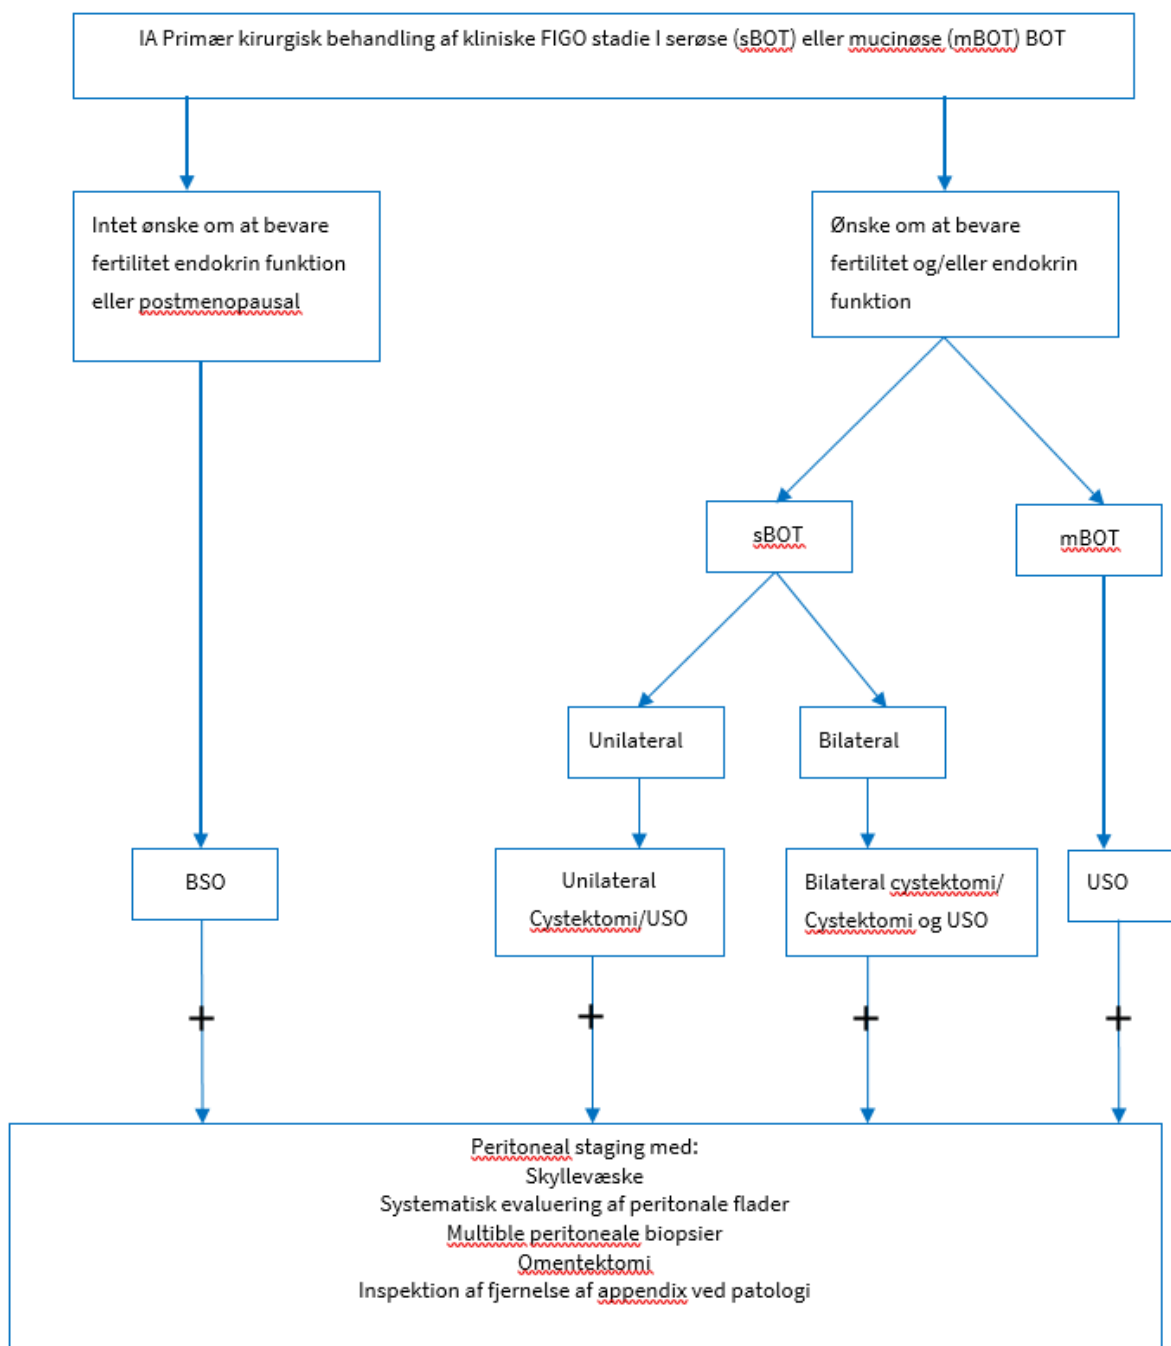 IA Primær kirurgisk behandling af kliniske FIGO stadie I serøse (sBOT) eller mucinøse (mBOT) BOT
Intet ønske om at bevare
fertilitet endokrin funktion
eller postmenopausal
Ønske om at bevare
fertilitet og/eller endokrin
funktion
sBOT
mBOT
Unilateral
Bilateral
BSO
Unilateral
Cystektomi/USO
Bilateral cystektomi/
Cystektomi og USO
USO
+
+
+
+
Peritoneal staging med:
Skyllevæske
Systematisk evaluering af peritonale flader
Multible peritoneale biopsier
Omentektomi
Inspektion af fjernelse af appendix ved patologi